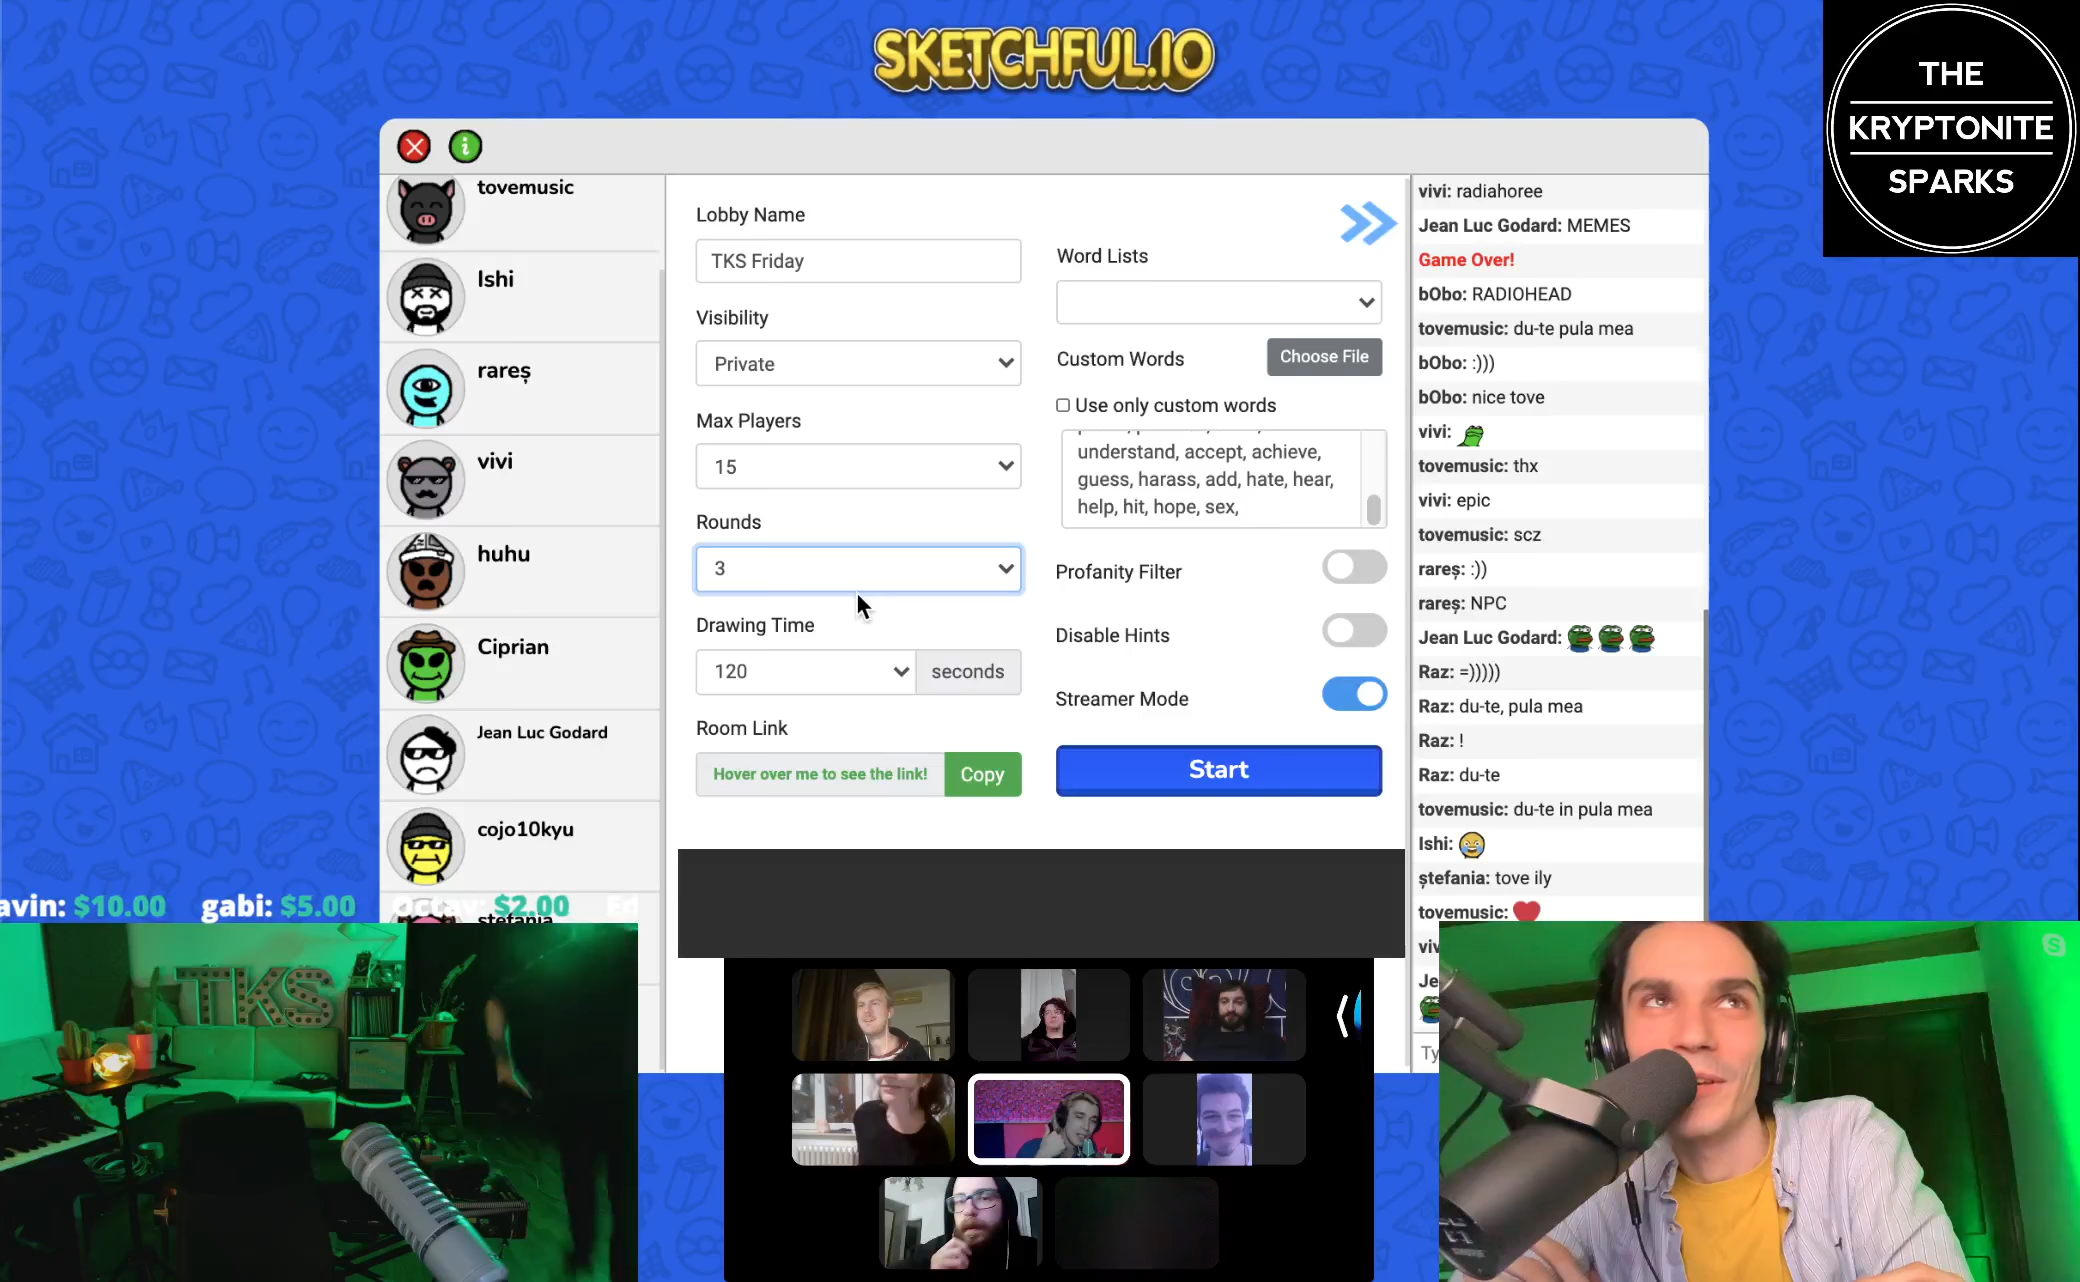 SKETCHFUL.IO
THE
KRYPTONITE
SPARKS
tovemusic
Ishi
rareș
vivi
huhu
Ciprian
Jean Luc Godard
cojo10kyu
ștefania
Lobby Name
TKS Friday
Visibility
Private
Max Players
15
Rounds
3
Drawing Time
120 seconds
Room Link
Hover over me to see the link! Copy
Word Lists
Custom Words Choose File
Use only custom words
understand, accept, achieve,
guess, harass, add, hate, hear,
help, hit, hope, sex,
Profanity Filter
Disable Hints
Streamer Mode
Start
vivi: radiahoree
Jean Luc Godard: MEMES
Game Over!
bObo: RADIOHEAD
tovemusic: du-te pula mea
bObo: :)))
bObo: nice tove
vivi:
tovemusic: thx
vivi: epic
tovemusic: scz
rareș: :))
rareș: NPC
Jean Luc Godard:
Raz: =)))))
Raz: du-te, pula mea
Raz: !
Raz: du-te
tovemusic: du-te in pula mea
Ishi:
ștefania: tove ily
tovemusic:
viv
Je
Ty
avin: $10.00 gabi: $5.00 Octav: $2.00 Ed
TKS